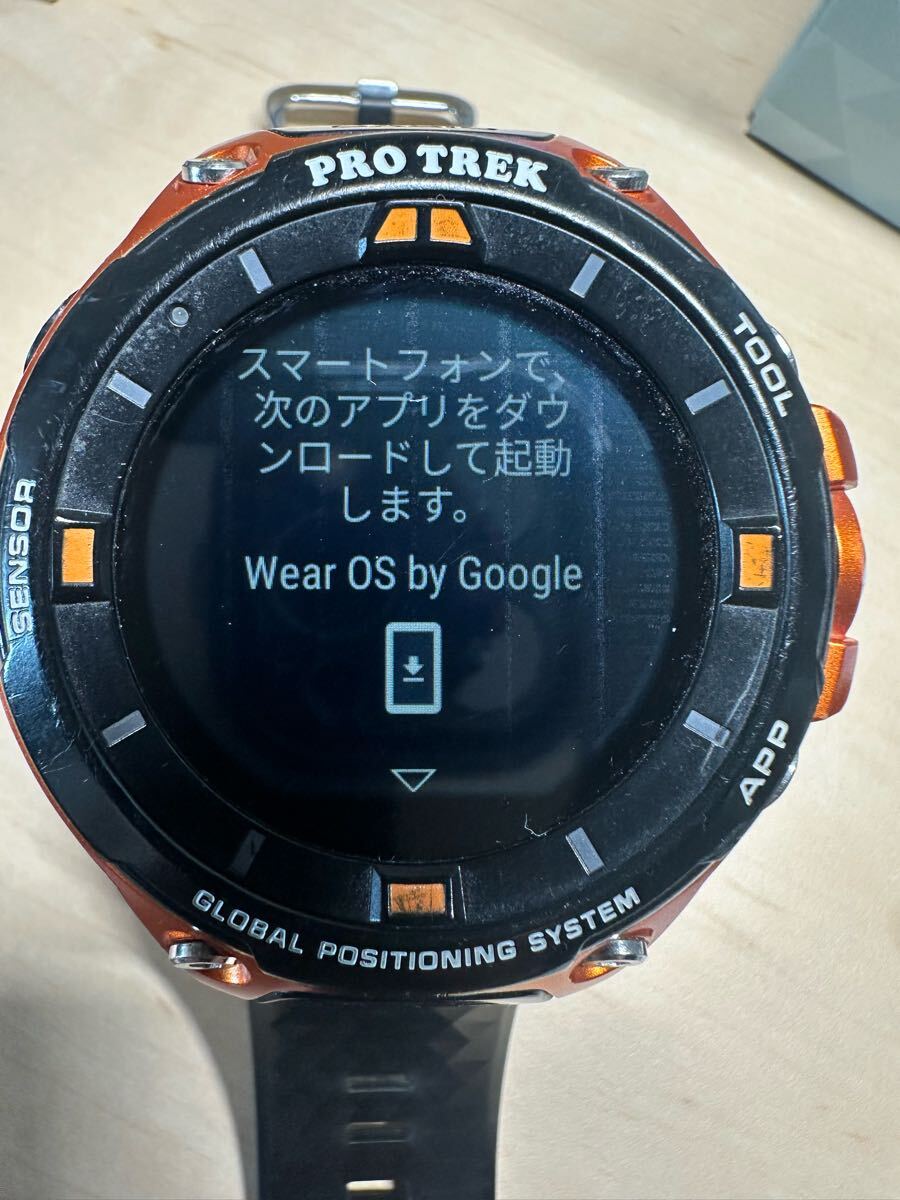 PRO TREK
TOOL
スマートフォンで、
次のアプリをダウ
ンロードして起動
します。
SENSOR
Wear OS by Google
APP
GLOBAL POSITIONING SYSTEM